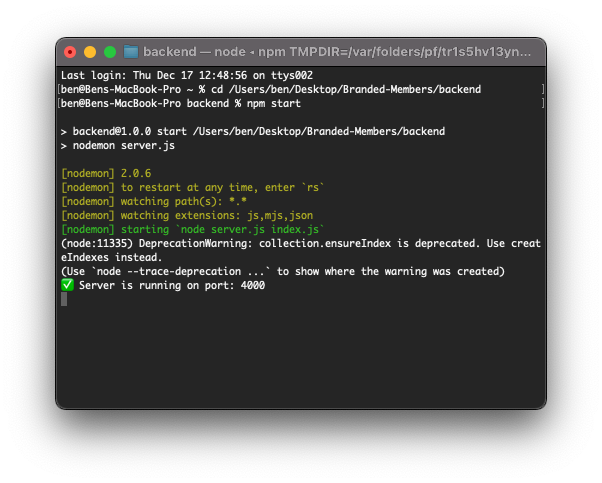 backend — node ◂ npm TMPDIR=/var/folders/pf/tr1s5hv13yn...
Last login: Thu Dec 17 12:48:56 on ttys002
[ben@Bens-MacBook-Pro ~ % cd /Users/ben/Desktop/Branded-Members/backend ]
[ben@Bens-MacBook-Pro backend % npm start ]
> backend@1.0.0 start /Users/ben/Desktop/Branded-Members/backend
> nodemon server.js
[nodemon] 2.0.6
[nodemon] to restart at any time, enter `rs`
[nodemon] watching path(s): *.*
[nodemon] watching extensions: js,mjs,json
[nodemon] starting `node server.js index.js`
(node:11335) DeprecationWarning: collection.ensureIndex is deprecated. Use creat
eIndexes instead.
(Use `node --trace-deprecation ...` to show where the warning was created)
✅ Server is running on port: 4000